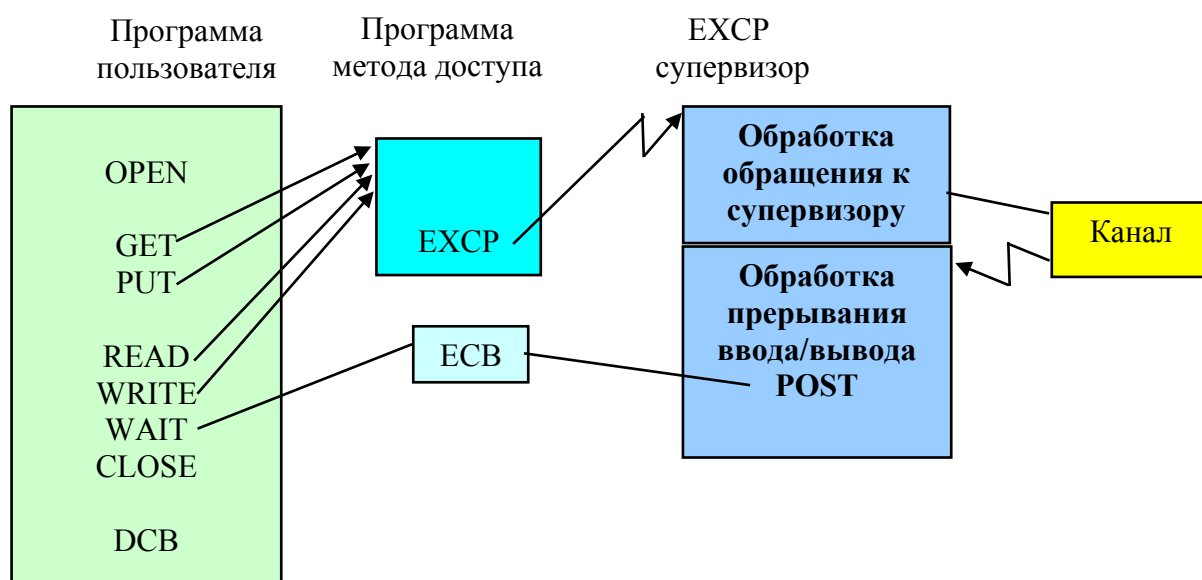 Программа
пользователя
Программа
метода доступа
EXCP
супервизор
OPEN
GET
PUT
READ
WRITE
WAIT
CLOSE
DCB
EXCP
ECB
Обработка
обращения к
супервизору
Обработка
прерывания
ввода/вывода
POST
Канал